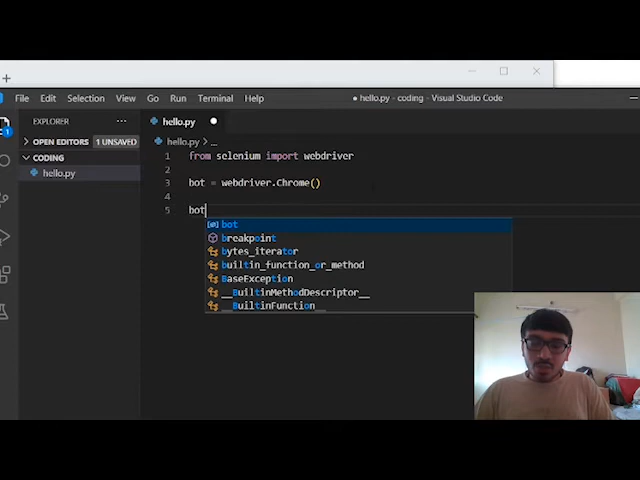 File Edit Selection View Go Run Terminal Help ● hello.py - coding - Visual Studio Code
EXPLORER ··· hello.py ●
OPEN EDITORS 1 UNSAVED hello.py > ...
CODING
hello.py
1 from selenium import webdriver
2
3 bot = webdriver.Chrome()
4
5 bot
bot
breakpoint
bytes_iterator
builtin_function_or_method
BaseException
__BuiltinMethodDescriptor__
__BuiltinFunction__
1